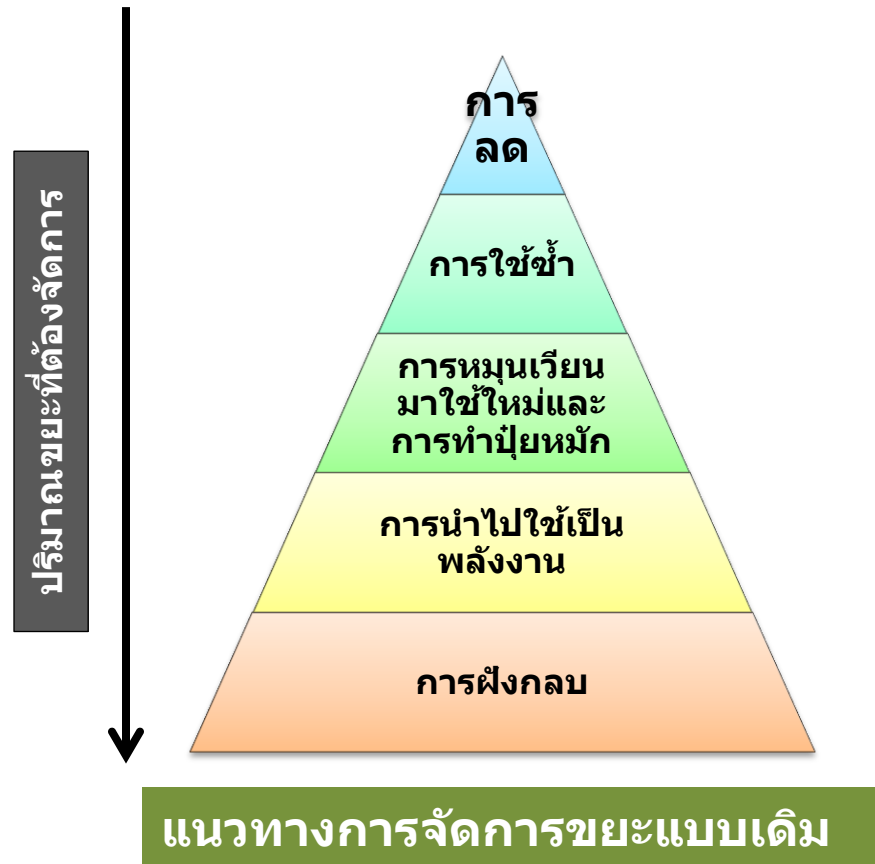 การ
ลด
การใช้ซ้ำ
การหมุนเวียน
มาใช้ใหม่และ
การทำปุ๋ยหมัก
การนำไปใช้เป็น
พลังงาน
การฝังกลบ
ปริมาณขยะที่ต้องจัดการ
แนวทางการจัดการขยะแบบเดิม